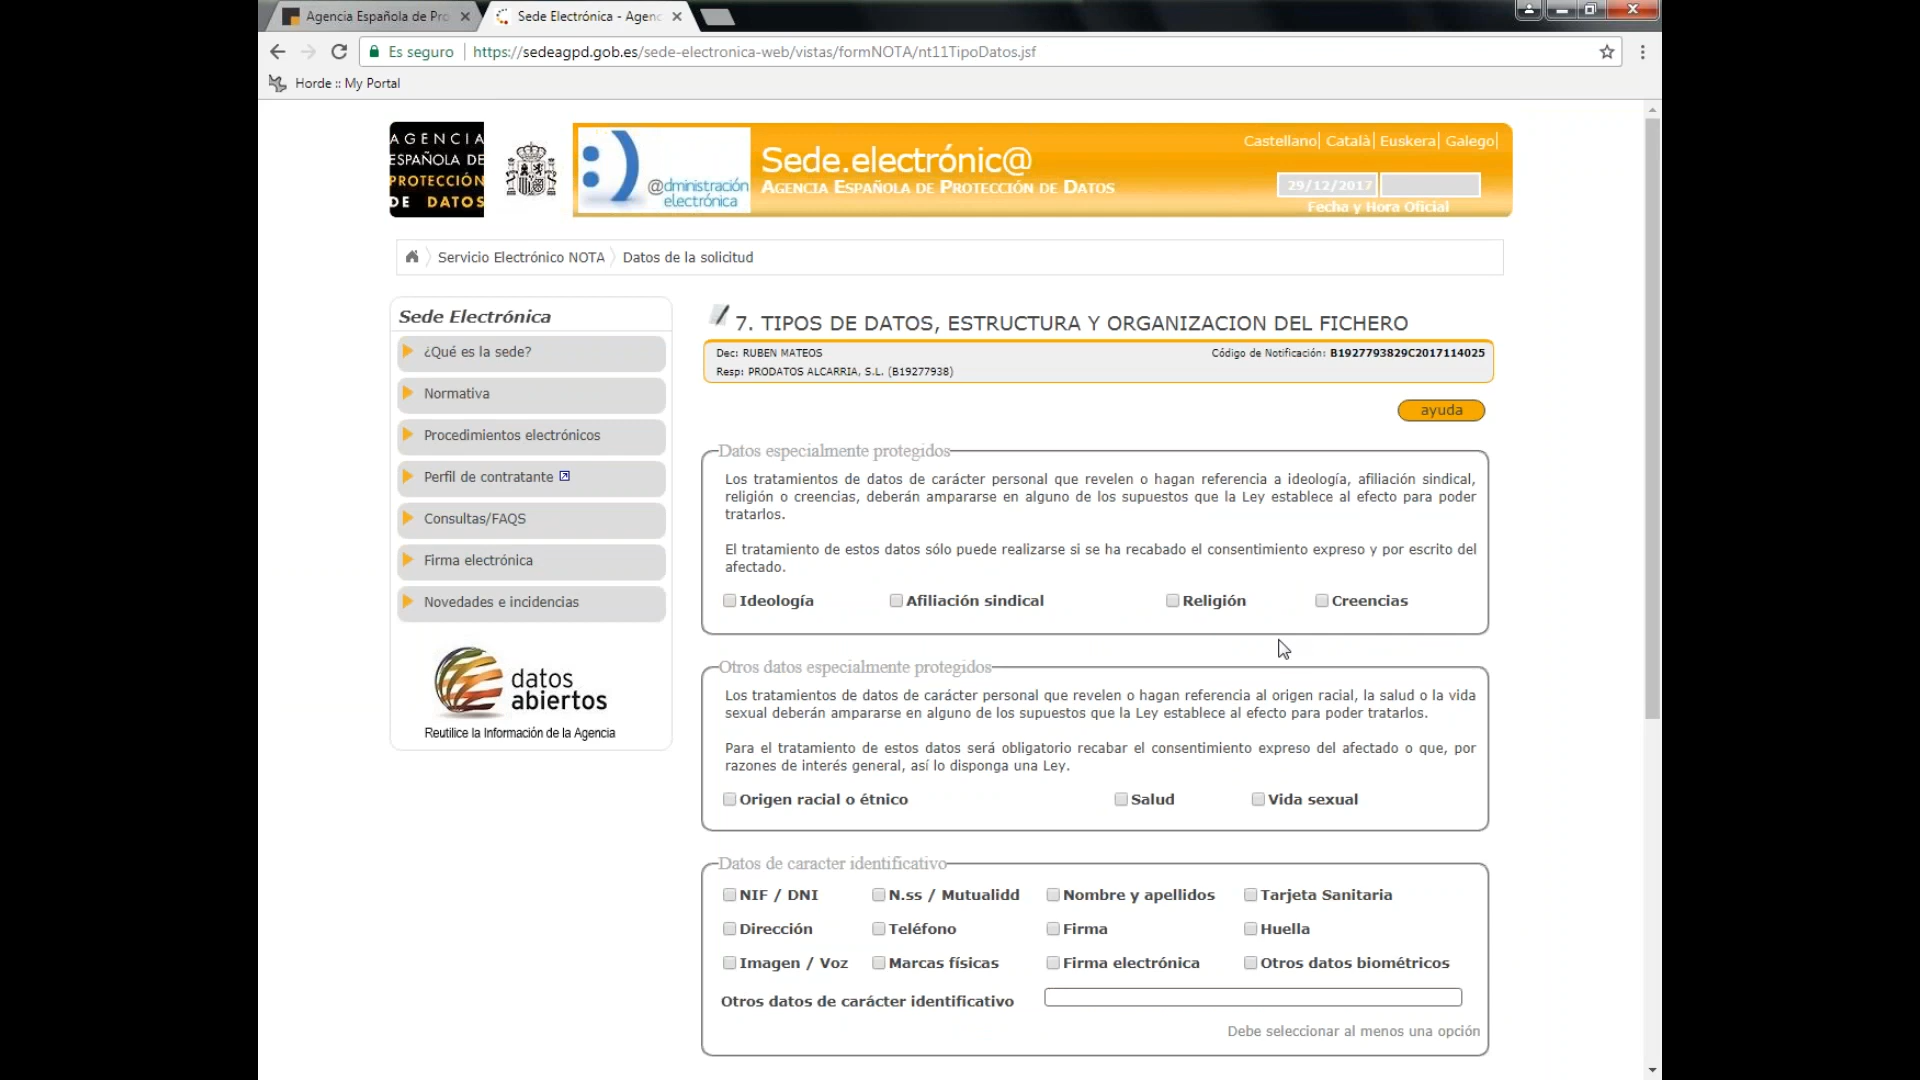 Agencia Española de Pro
Sede Electrónica - Agenc
Es seguro
https://sedeagpd.gob.es/sede-electronica-web/vistas/formNOTA/nt11TipoDatos.jsf
Horde :: My Portal
AGENCIA
ESPAÑOLA DE
PROTECCIÓN
DE DATOS
@dministración
electrónica
Sede.electrónic@
AGENCIA ESPAÑOLA DE PROTECCIÓN DE DATOS
Castellano| Català| Euskera| Galego|
29/12/2017
Fecha y Hora Oficial
Servicio Electrónico NOTA
Datos de la solicitud
Sede Electrónica
¿Qué es la sede?
Normativa
Procedimientos electrónicos
Perfil de contratante
Consultas/FAQS
Firma electrónica
Novedades e incidencias
datos
abiertos
Reutilice la Información de la Agencia
7. TIPOS DE DATOS, ESTRUCTURA Y ORGANIZACION DEL FICHERO
Dec: RUBEN MATEOS
Código de Notificación: B1927793829C2017114025
Resp: PRODATOS ALCARRIA, S.L. (B19277938)
ayuda
Datos especialmente protegidos
Los tratamientos de datos de carácter personal que revelen o hagan referencia a ideología, afiliación sindical,
religión o creencias, deberán ampararse en alguno de los supuestos que la Ley establece al efecto para poder
tratarlos.
El tratamiento de estos datos sólo puede realizarse si se ha recabado el consentimiento expreso y por escrito del
afectado.
Ideología Afiliación sindical Religión Creencias
Otros datos especialmente protegidos
Los tratamientos de datos de carácter personal que revelen o hagan referencia al origen racial, la salud o la vida
sexual deberán ampararse en alguno de los supuestos que la Ley establece al efecto para poder tratarlos.
Para el tratamiento de estos datos será obligatorio recabar el consentimiento expreso del afectado o que, por
razones de interés general, así lo disponga una Ley.
Origen racial o étnico Salud Vida sexual
Datos de caracter identificativo
NIF / DNI N.ss / Mutualidd Nombre y apellidos Tarjeta Sanitaria
Dirección Teléfono Firma Huella
Imagen / Voz Marcas físicas Firma electrónica Otros datos biométricos
Otros datos de carácter identificativo
Debe seleccionar al menos una opción